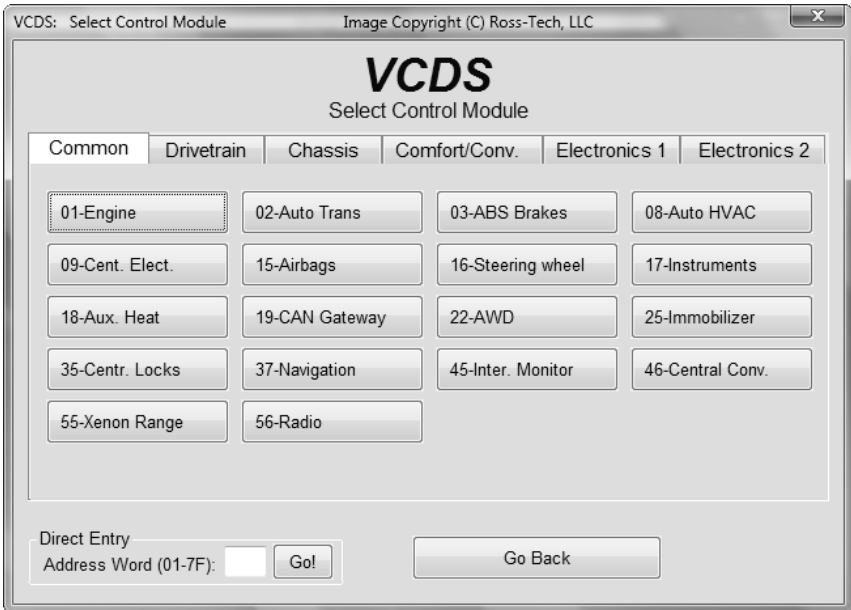 VCDS: Select Control Module Image Copyright (C) Ross-Tech, LLC
VCDS
Select Control Module
Common Drivetrain Chassis Comfort/Conv. Electronics 1 Electronics 2
01-Engine 02-Auto Trans 03-ABS Brakes 08-Auto HVAC
09-Cent. Elect. 15-Airbags 16-Steering wheel 17-Instruments
18-Aux. Heat 19-CAN Gateway 22-AWD 25-Immobilizer
35-Centr. Locks 37-Navigation 45-Inter. Monitor 46-Central Conv.
55-Xenon Range 56-Radio
Direct Entry
Address Word (01-7F): Go! Go Back